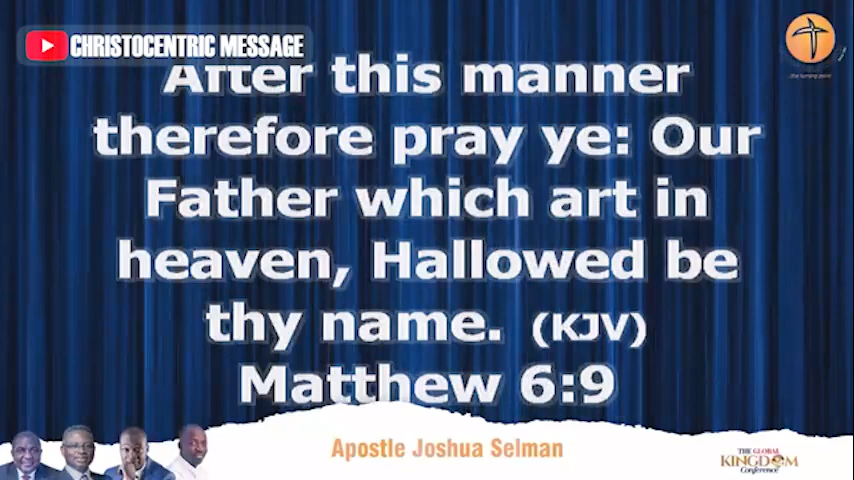 CHRISTOCENTRIC MESSAGE
After this manner
therefore pray ye: Our
Father which art in
heaven, Hallowed be
thy name. (KJV)
Matthew 6:9
Apostle Joshua Selman
THE GLOBAL
KINGDOM
Conference